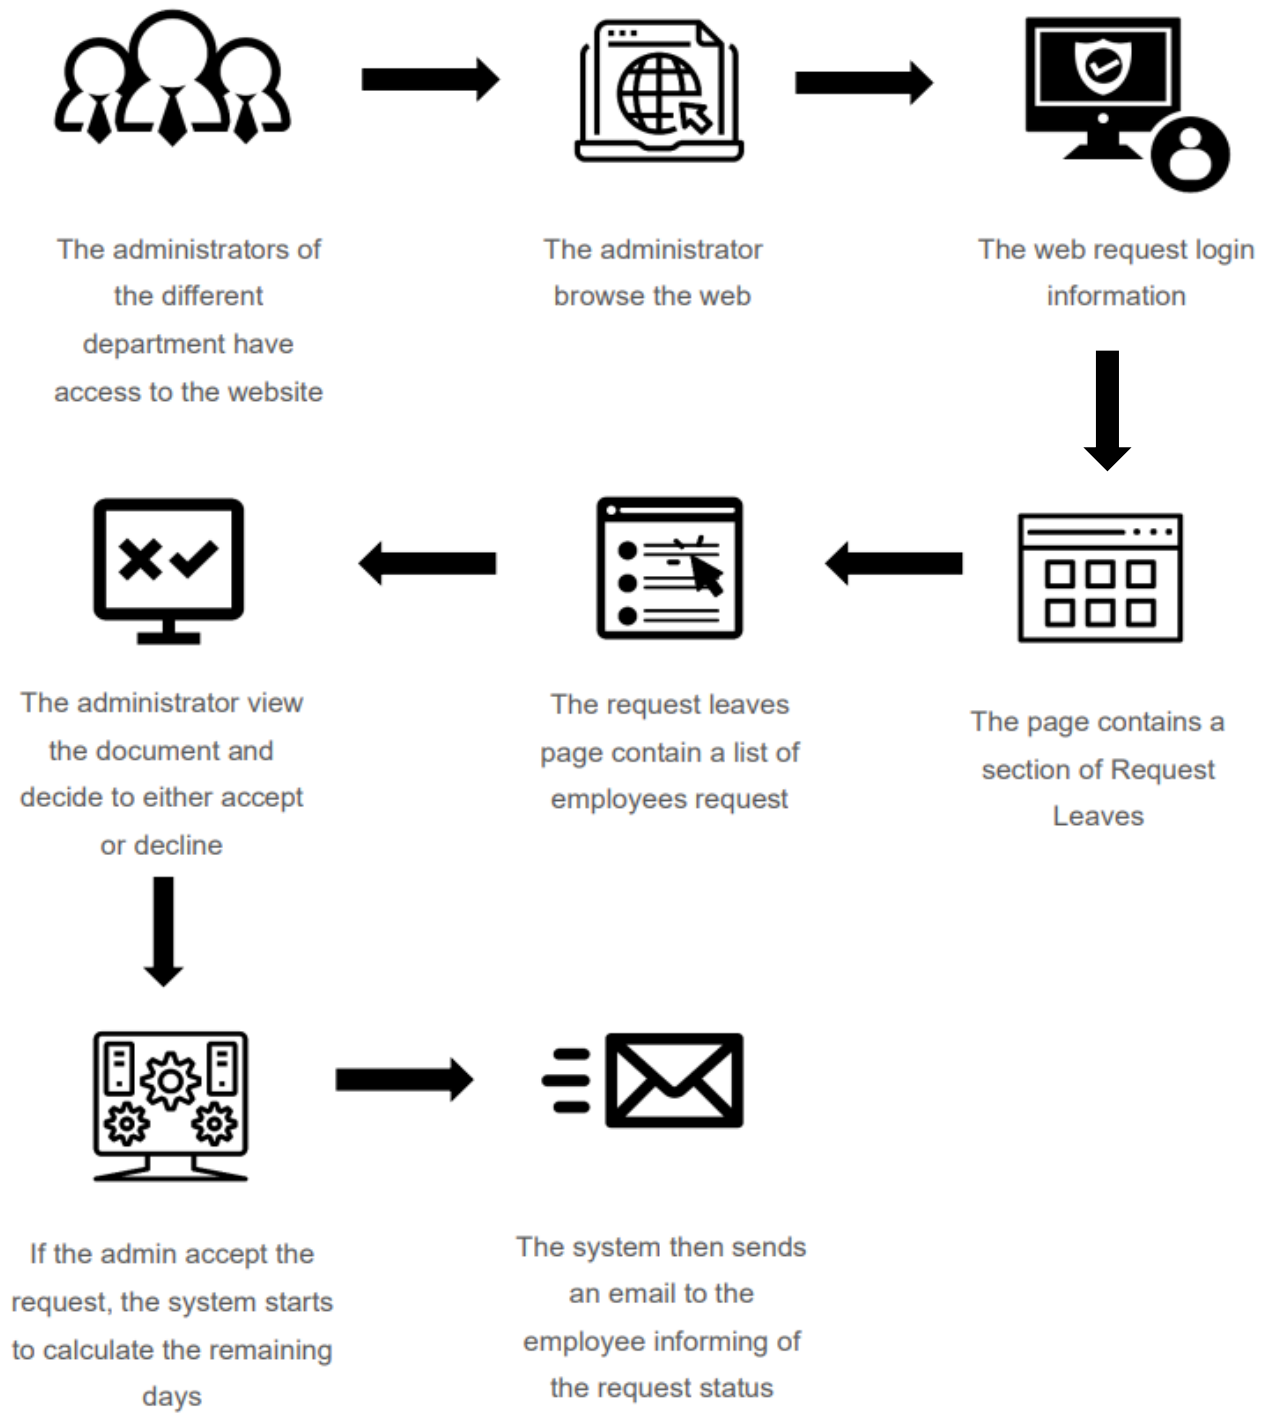 The administrators of
the different
department have
access to the website
The administrator
browse the web
The web request login
information
The administrator view
the document and
decide to either accept
or decline
The request leaves
page contain a list of
employees request
The page contains a
section of Request
Leaves
If the admin accept the
request, the system starts
to calculate the remaining
days
The system then sends
an email to the
employee informing of
the request status